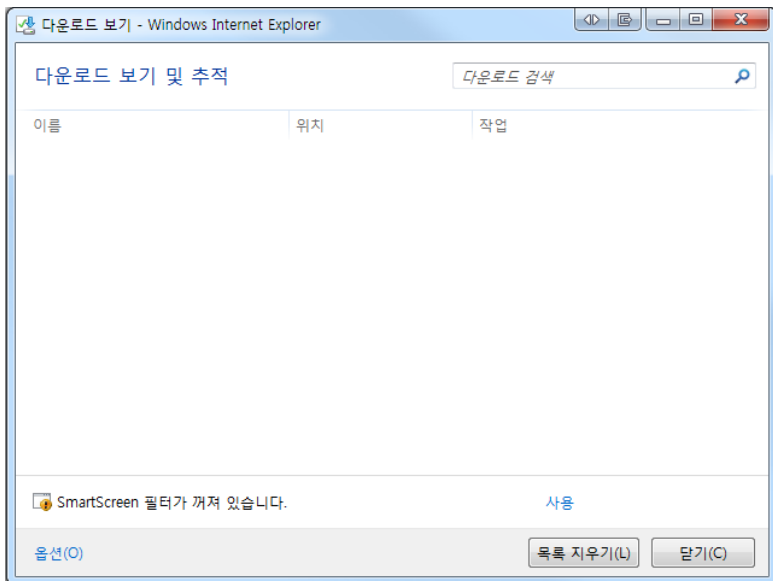 다운로드 보기 - Windows Internet Explorer
다운로드 보기 및 추적
다운로드 검색
이름 위치 작업
SmartScreen 필터가 꺼져 있습니다. 사용
옵션(O) 목록 지우기(L) 닫기(C)